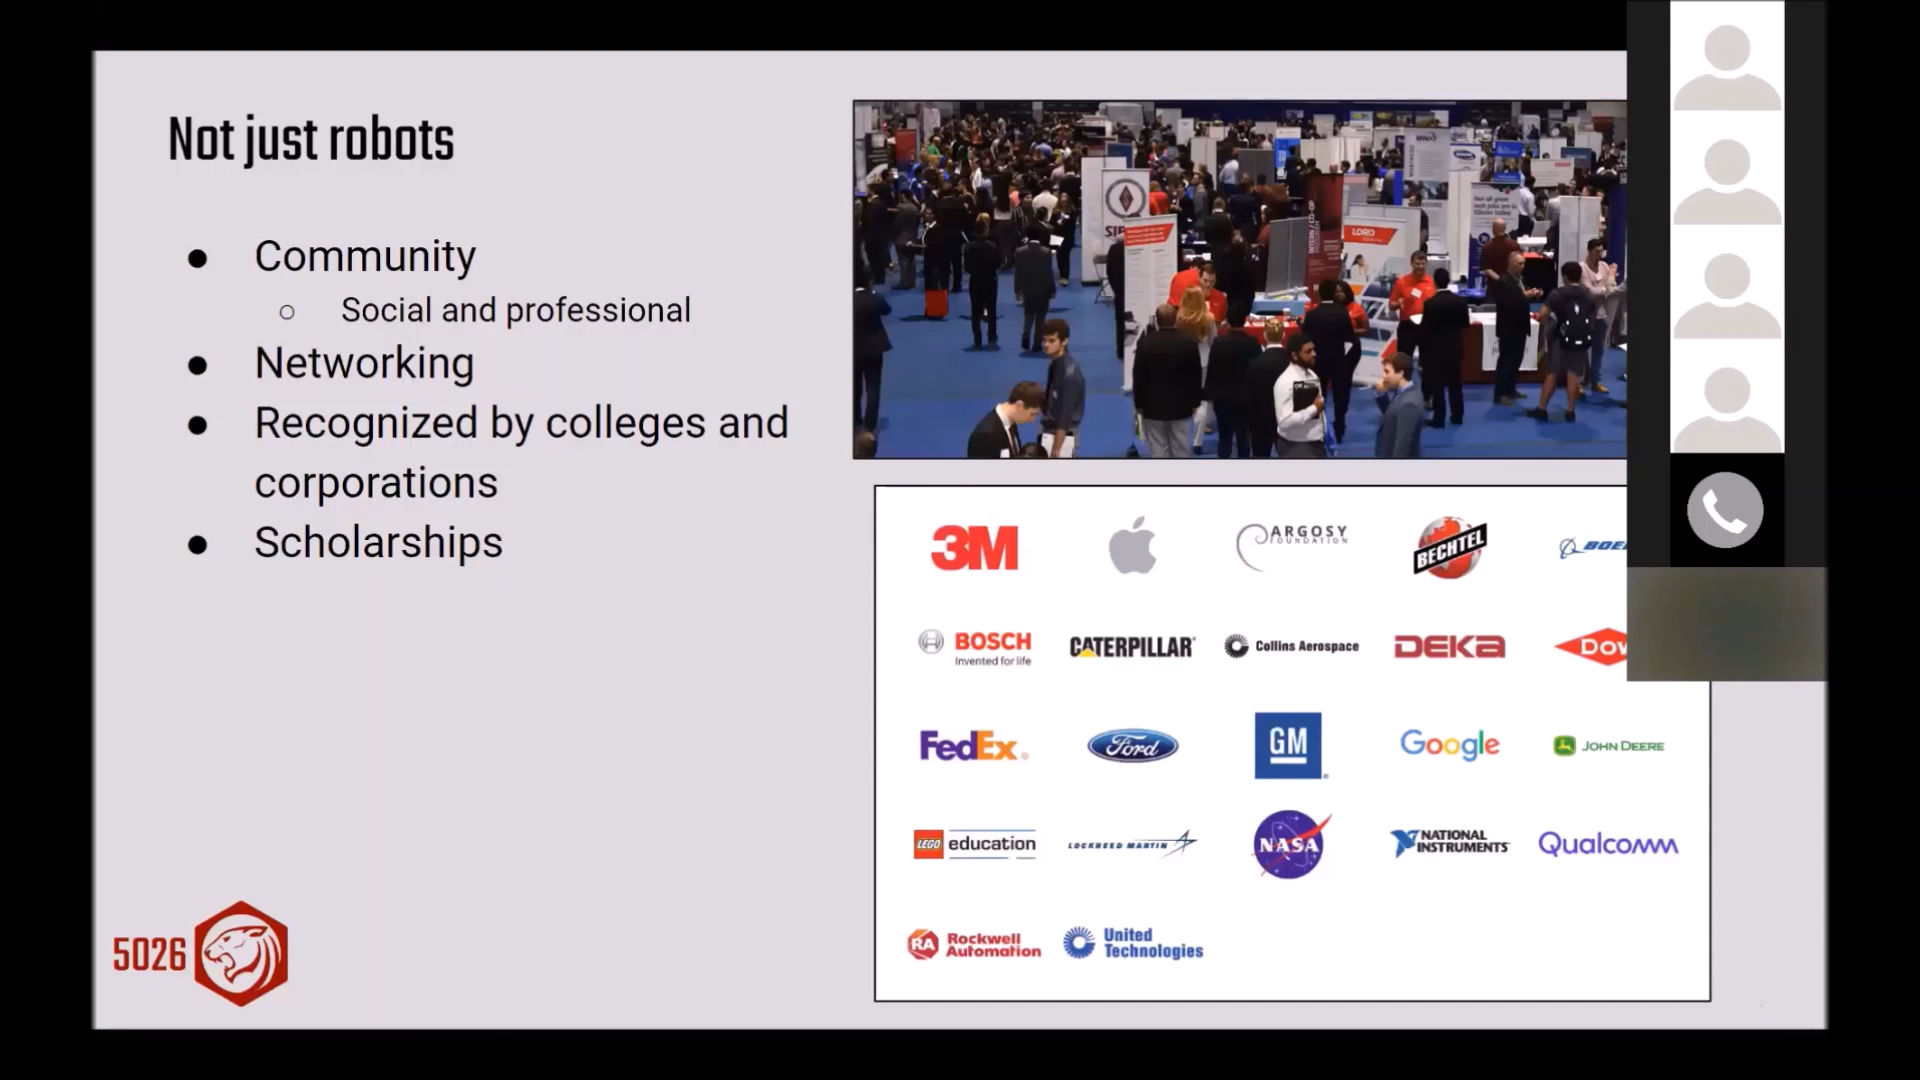 Not just robots
● Community
○ Social and professional
● Networking
● Recognized by colleges and
corporations
● Scholarships
5026
LORD
3M
ARGOSY
FOUNDATION
BECHTEL
BOSCH
Invented for life
CATERPILLAR
Collins Aerospace
DEKA
FedEx
Ford
GM
Google
JOHN DEERE
LEGO education
LOCKHEED MARTIN
NASA
NATIONAL
INSTRUMENTS
Qualcomm
RA Rockwell
Automation
United
Technologies